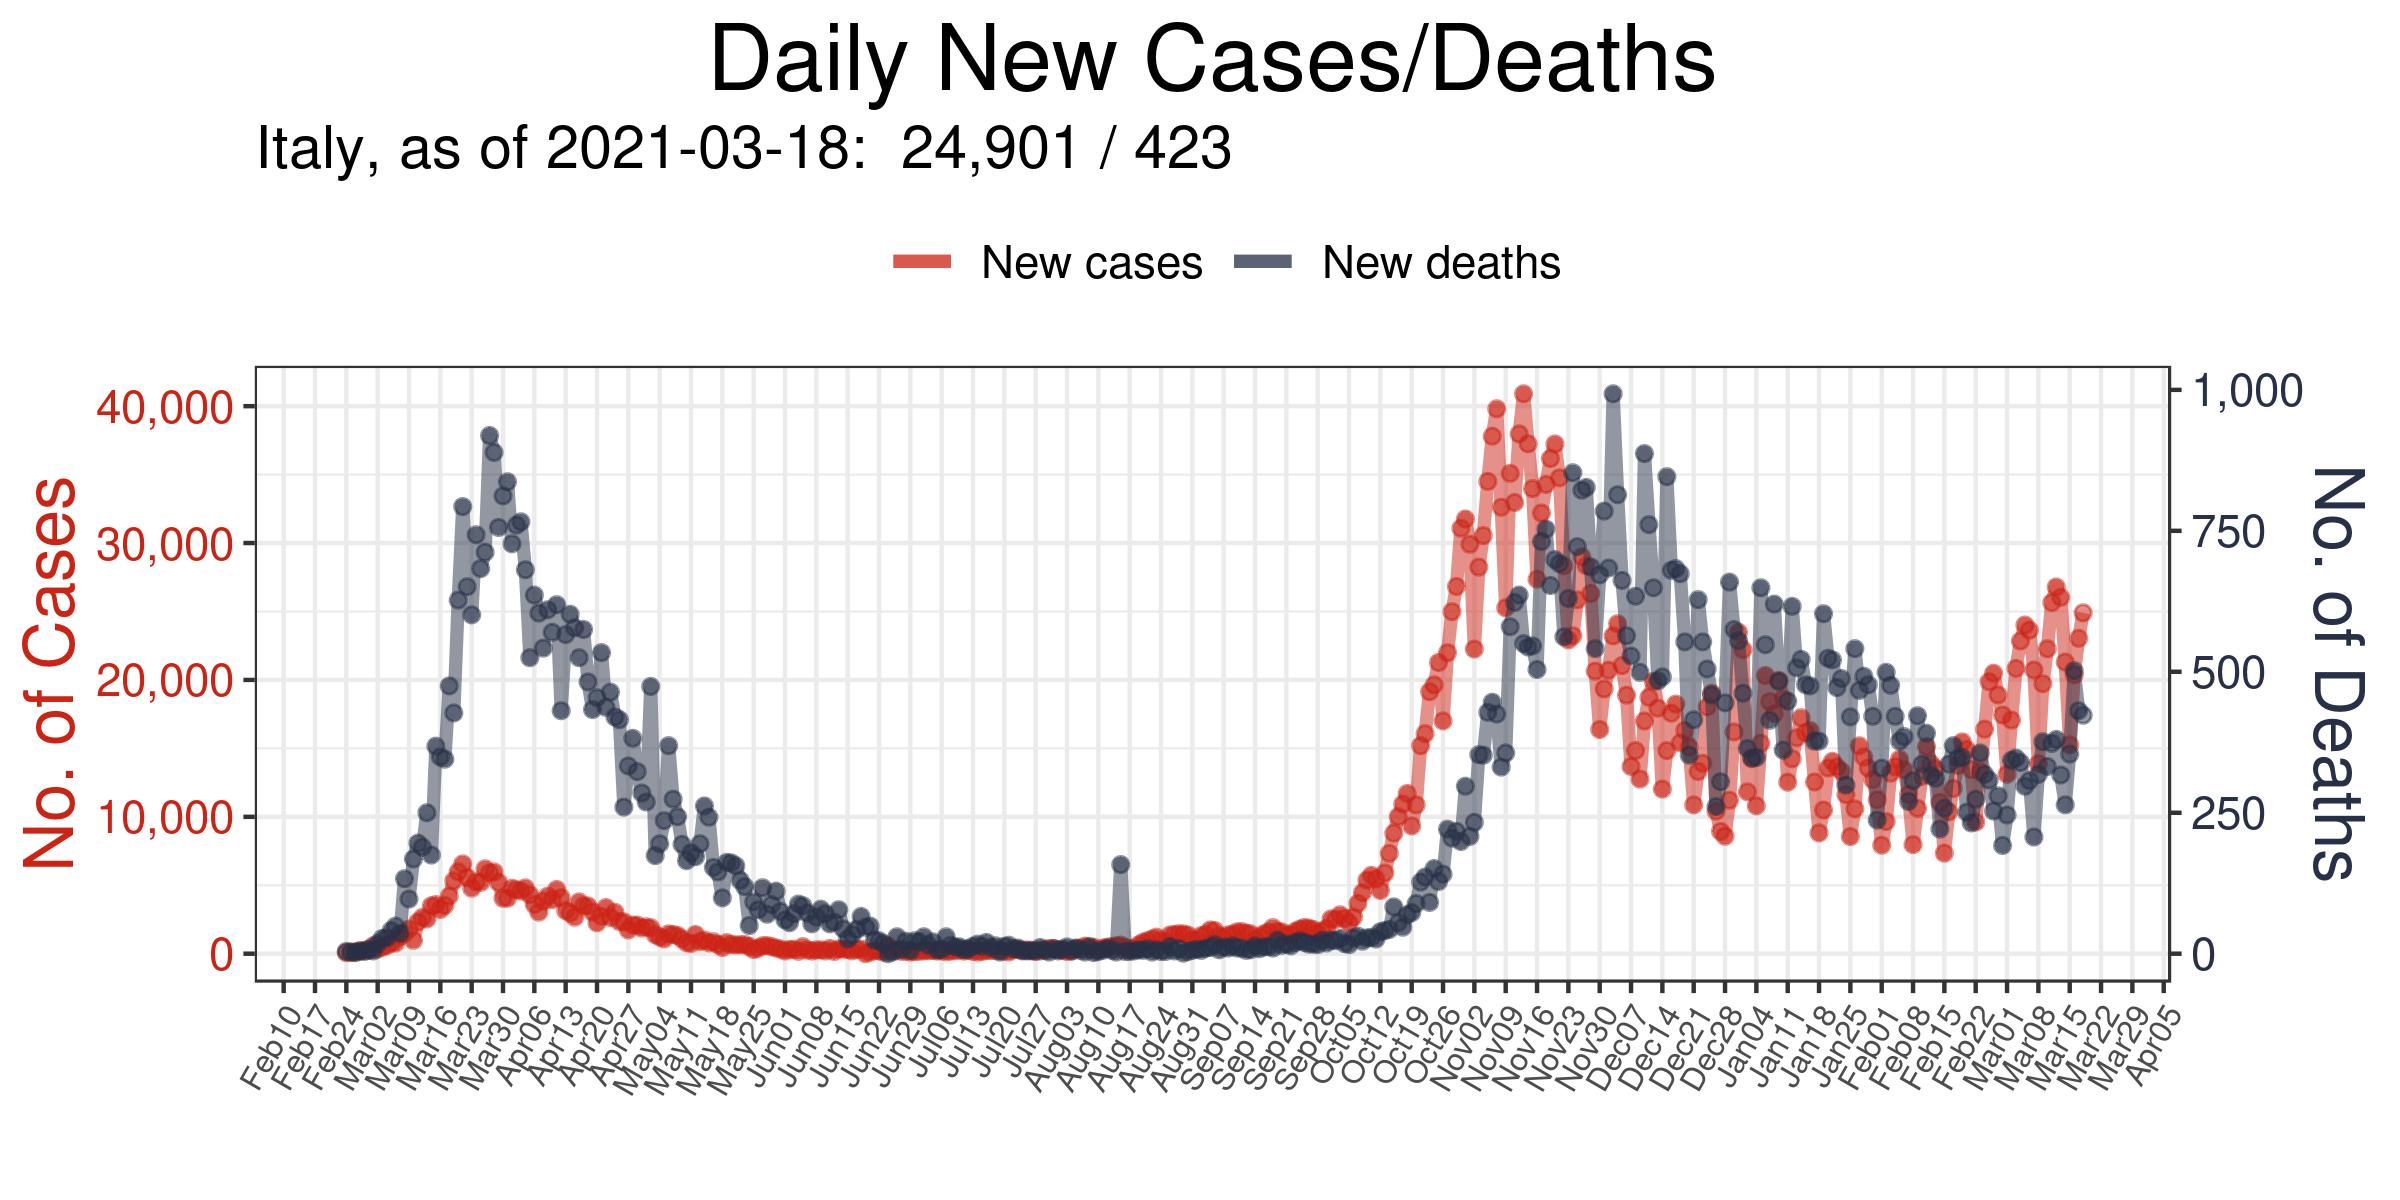 Daily New Cases/Deaths
Italy, as of 2021-03-18:  24,901 / 423
New cases
New deaths
No. of Cases
40,000
30,000
20,000
10,000
0
1,000
750
500
250
0
No. of Deaths
Feb10
Feb17
Feb24
Mar02
Mar09
Mar16
Mar23
Mar30
Apr06
Apr13
Apr20
Apr27
May04
May11
May18
May25
Jun01
Jun08
Jun15
Jun22
Jun29
Jul06
Jul13
Jul20
Jul27
Aug03
Aug10
Aug17
Aug24
Aug31
Sep07
Sep14
Sep21
Sep28
Oct05
Oct12
Oct19
Oct26
Nov02
Nov09
Nov16
Nov23
Nov30
Dec07
Dec14
Dec21
Dec28
Dec04
Jan11
Jan18
Jan25
Feb01
Feb08
Feb15
Feb22
Mar01
Mar08
Mar15
Mar22
Mar29
Apr05